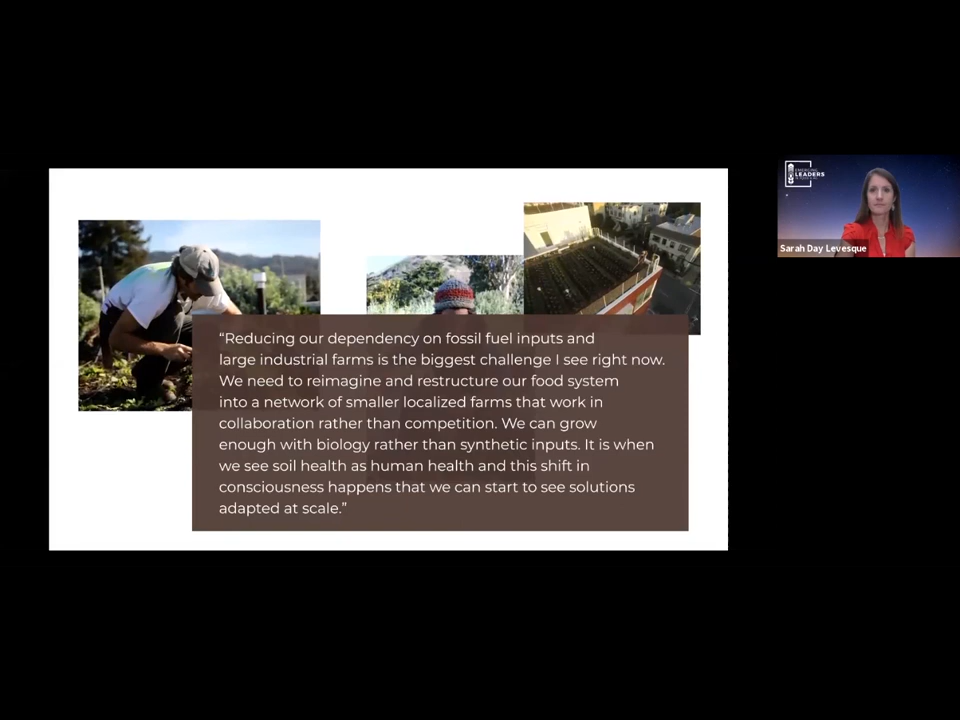 “Reducing our dependency on fossil fuel inputs and
large industrial farms is the biggest challenge I see right now.
We need to reimagine and restructure our food system
into a network of smaller localized farms that work in
collaboration rather than competition. We can grow
enough with biology rather than synthetic inputs. It is when
we see soil health as human health and this shift in
consciousness happens that we can start to see solutions
adapted at scale.”
LEADERS
Sarah Day Levesque